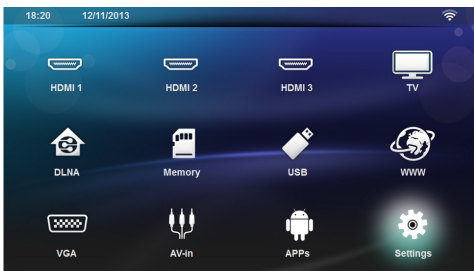 18:20 12/11/2013
HDMI 1 HDMI 2 HDMI 3 TV
DLNA Memory USB WWW
VGA AV-in APPs Settings